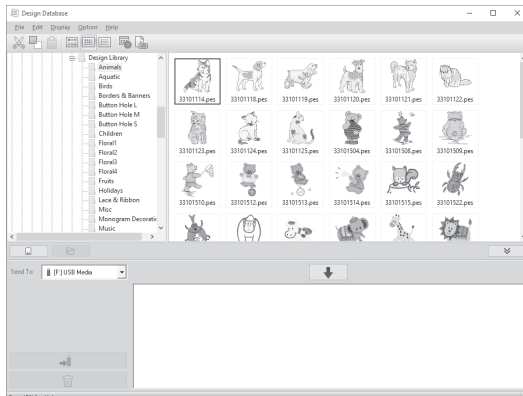 Design Database
File Edit Display Option Help
Design Library
Animals
Aquatic
Birds
Borders & Banners
Button Hole L
Button Hole M
Button Hole S
Children
Floral1
Floral2
Floral3
Floral4
Fruits
Holidays
Lace & Ribbon
Misc
Monogram Decoratic
Music
33101114.pes 33101118.pes 33101119.pes 33101120.pes 33101121.pes 33101122.pes
33101123.pes 33101124.pes 33101125.pes 33101504.pes 33101508.pes 33101509.pes
33101510.pes 33101512.pes 33101513.pes 33101514.pes 33101515.pes 33101522.pes
Send To: [F:] USB Media